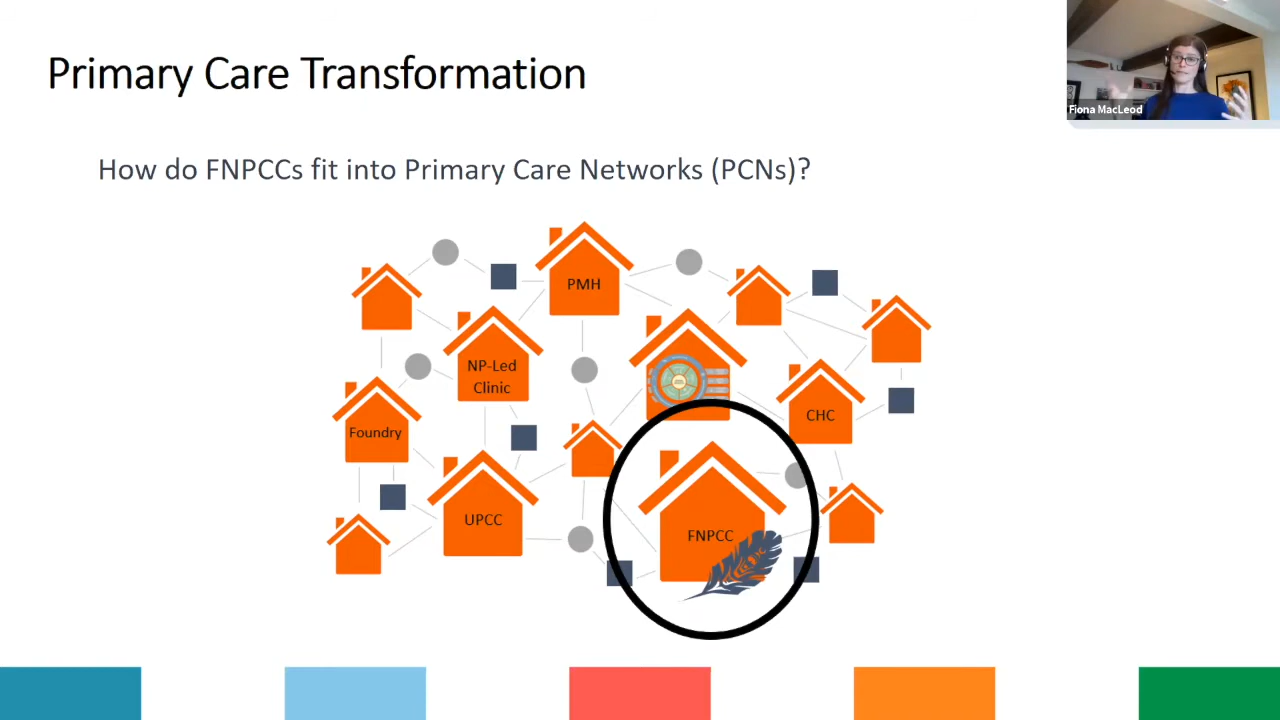 Primary Care Transformation
Fiona MacLeod
How do FNPCCs fit into Primary Care Networks (PCNs)?
PMH
NP-Led
Clinic
CHC
Foundry
UPCC
FNPCC